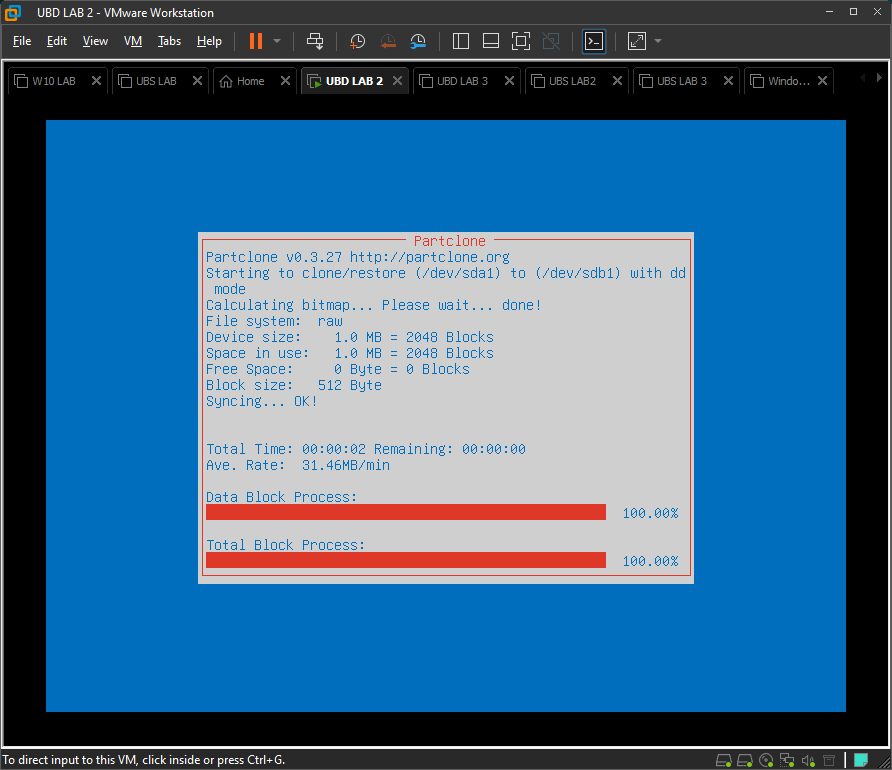 UBD LAB 2 - VMware Workstation
File Edit View VM Tabs Help
W10 LAB UBS LAB Home UBD LAB 2 UBD LAB 3 UBS LAB2 UBS LAB 3 Windo...
Partclone
Partclone v0.3.27 http://partclone.org
Starting to clone/restore (/dev/sda1) to (/dev/sdb1) with dd
mode
Calculating bitmap... Please wait... done!
File system: raw
Device size: 1.0 MB = 2048 Blocks
Space in use: 1.0 MB = 2048 Blocks
Free Space: 0 Byte = 0 Blocks
Block size: 512 Byte
Syncing... OK!
Total Time: 00:00:02 Remaining: 00:00:00
Ave. Rate: 31.46MB/min
Data Block Process:
100.00%
Total Block Process:
100.00%
To direct input to this VM, click inside or press Ctrl+G.